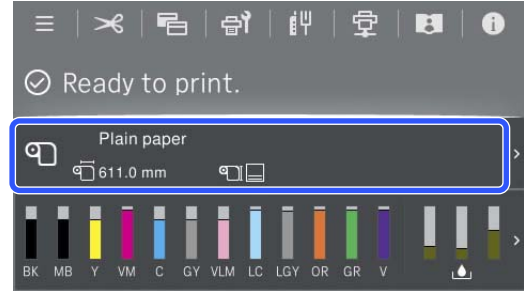 Ready to print.
Plain paper
611.0 mm
BK MB Y VM C GY VLM LC LGY OR GR V